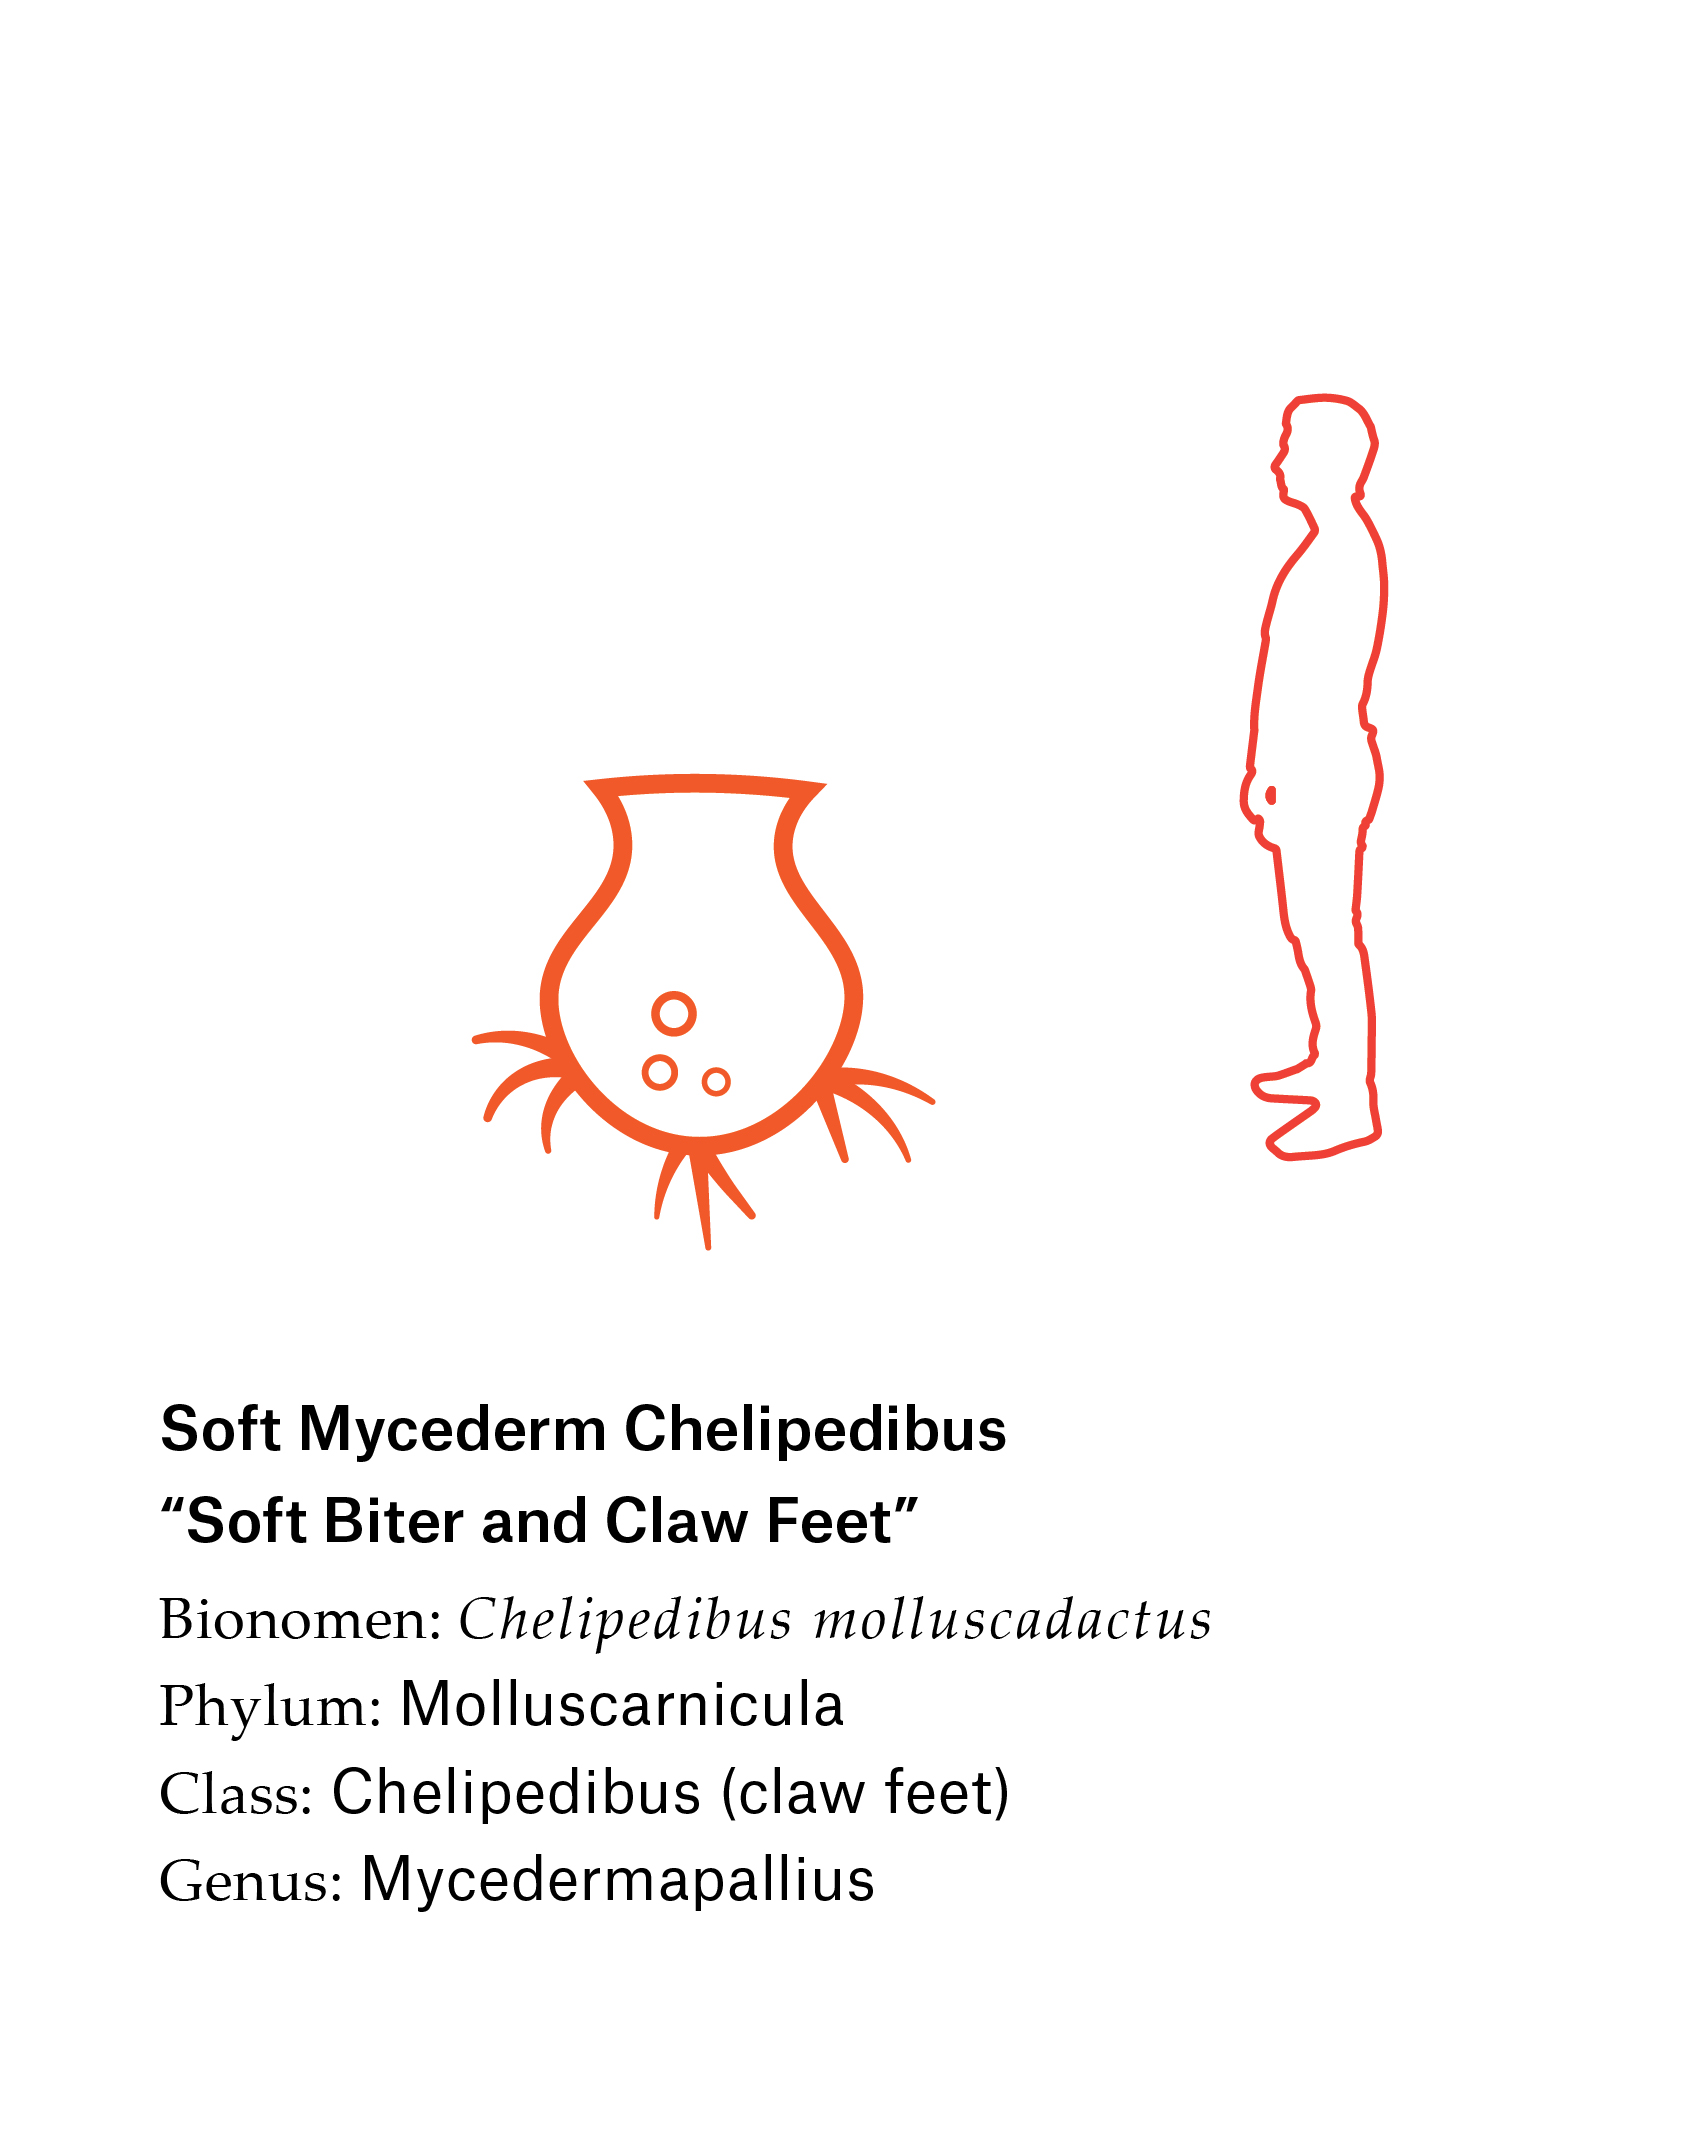 Soft Mycederm Chelipedibus
“Soft Biter and Claw Feet”
Bionomen: Chelipedibus molluscadactus
Phylum: Molluscarnicula
Class: Chelipedibus (claw feet)
Genus: Mycedermapallius